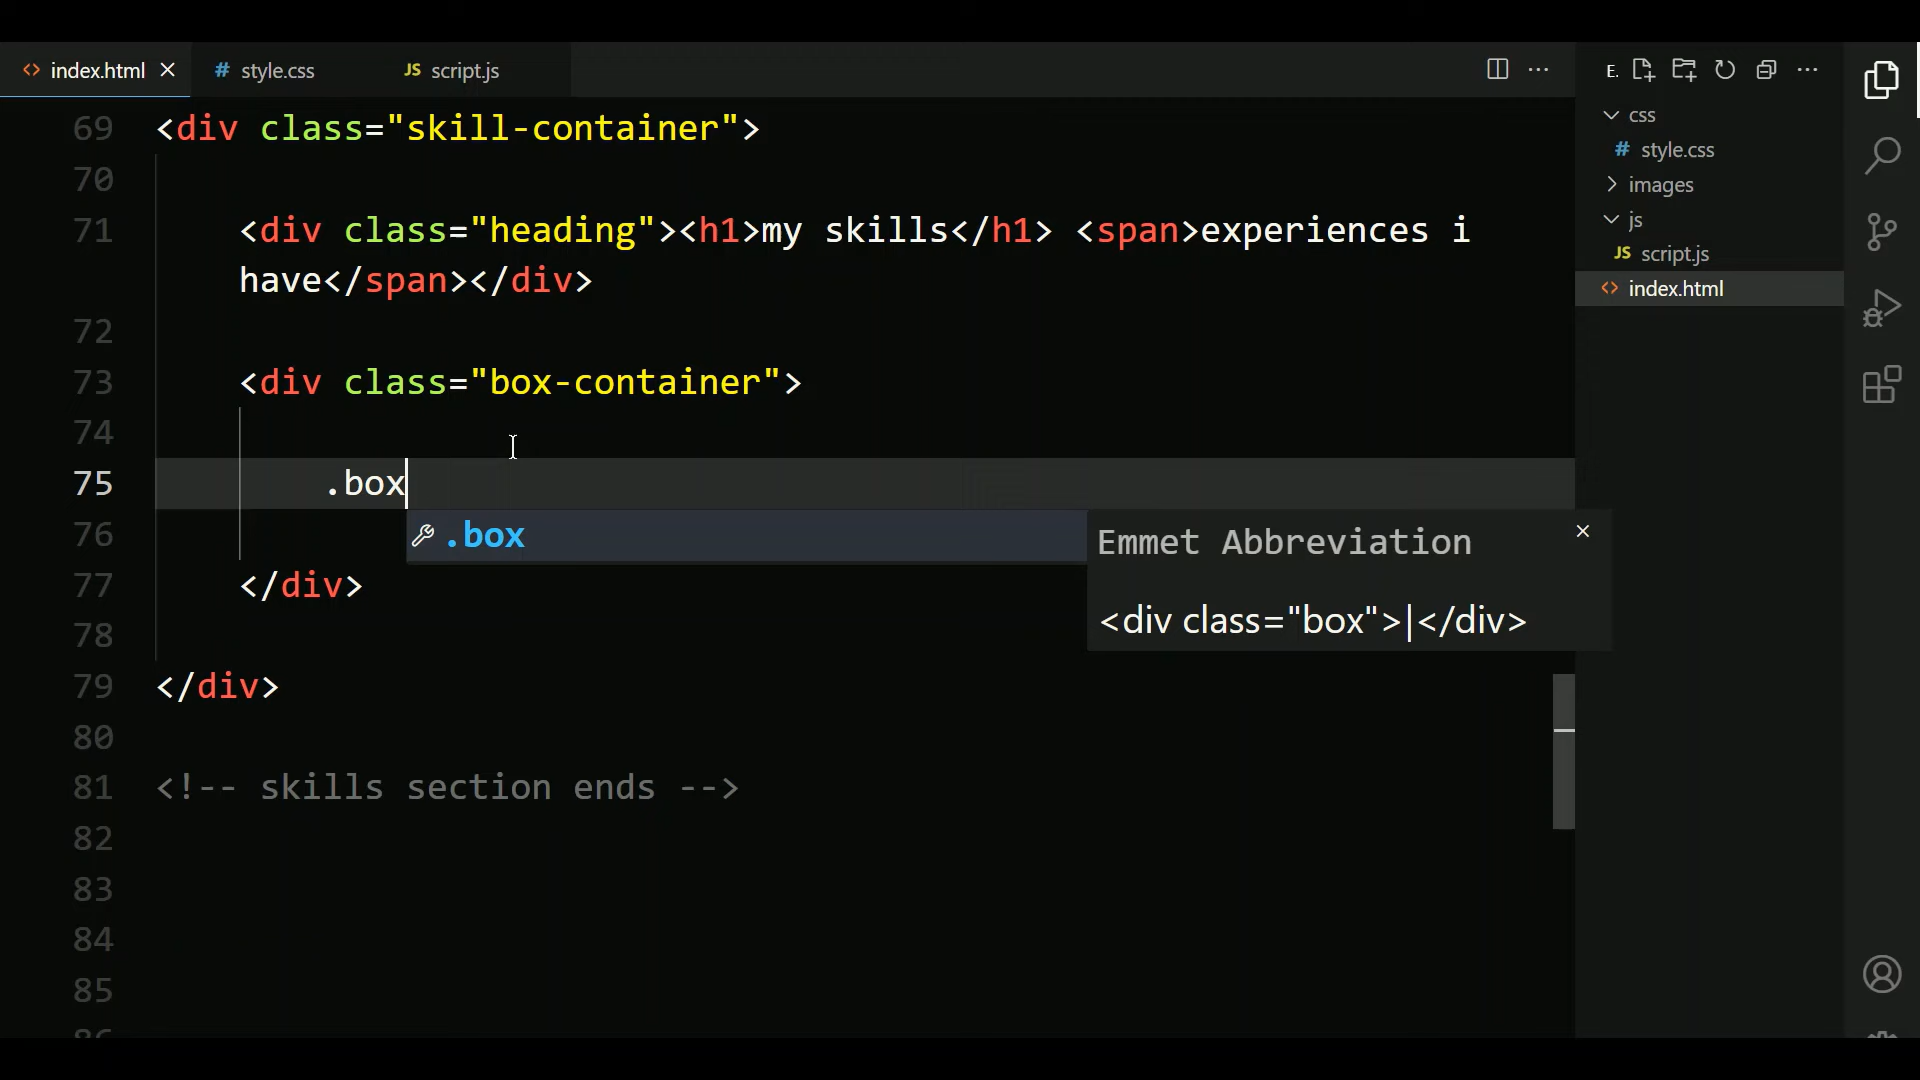 index.html
style.css
JS script.js
E.
69 <div class="skill-container">
70
71 <div class="heading"><h1>my skills</h1> <span>experiences i
have</span></div>
72
73 <div class="box-container">
74
75 .box
.box
Emmet Abbreviation
<div class="box">|</div>
76
77 </div>
78
79 </div>
80
81 <!-- skills section ends -->
82
83
84
85
css
# style.css
images
js
JS script.js
index.html